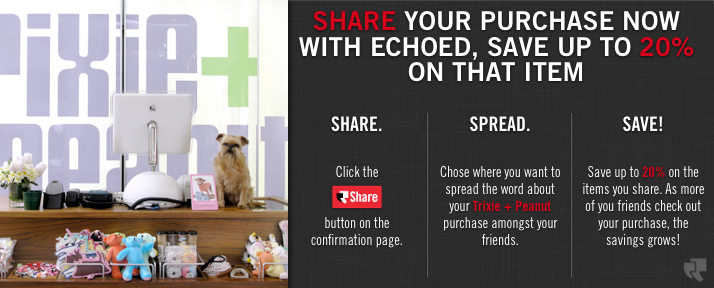 rixie+
peanut
SHARE YOUR PURCHASE NOW
WITH ECHOED, SAVE UP TO 20%
ON THAT ITEM
SHARE.
Click the
Share
button on the
confirmation page.
SPREAD.
Chose where you want to
spread the word about
your Trixie + Peanut
purchase amongst your
friends.
SAVE!
Save up to 20% on the
items you share. As more
of you friends check out
your purchase, the
savings grows!